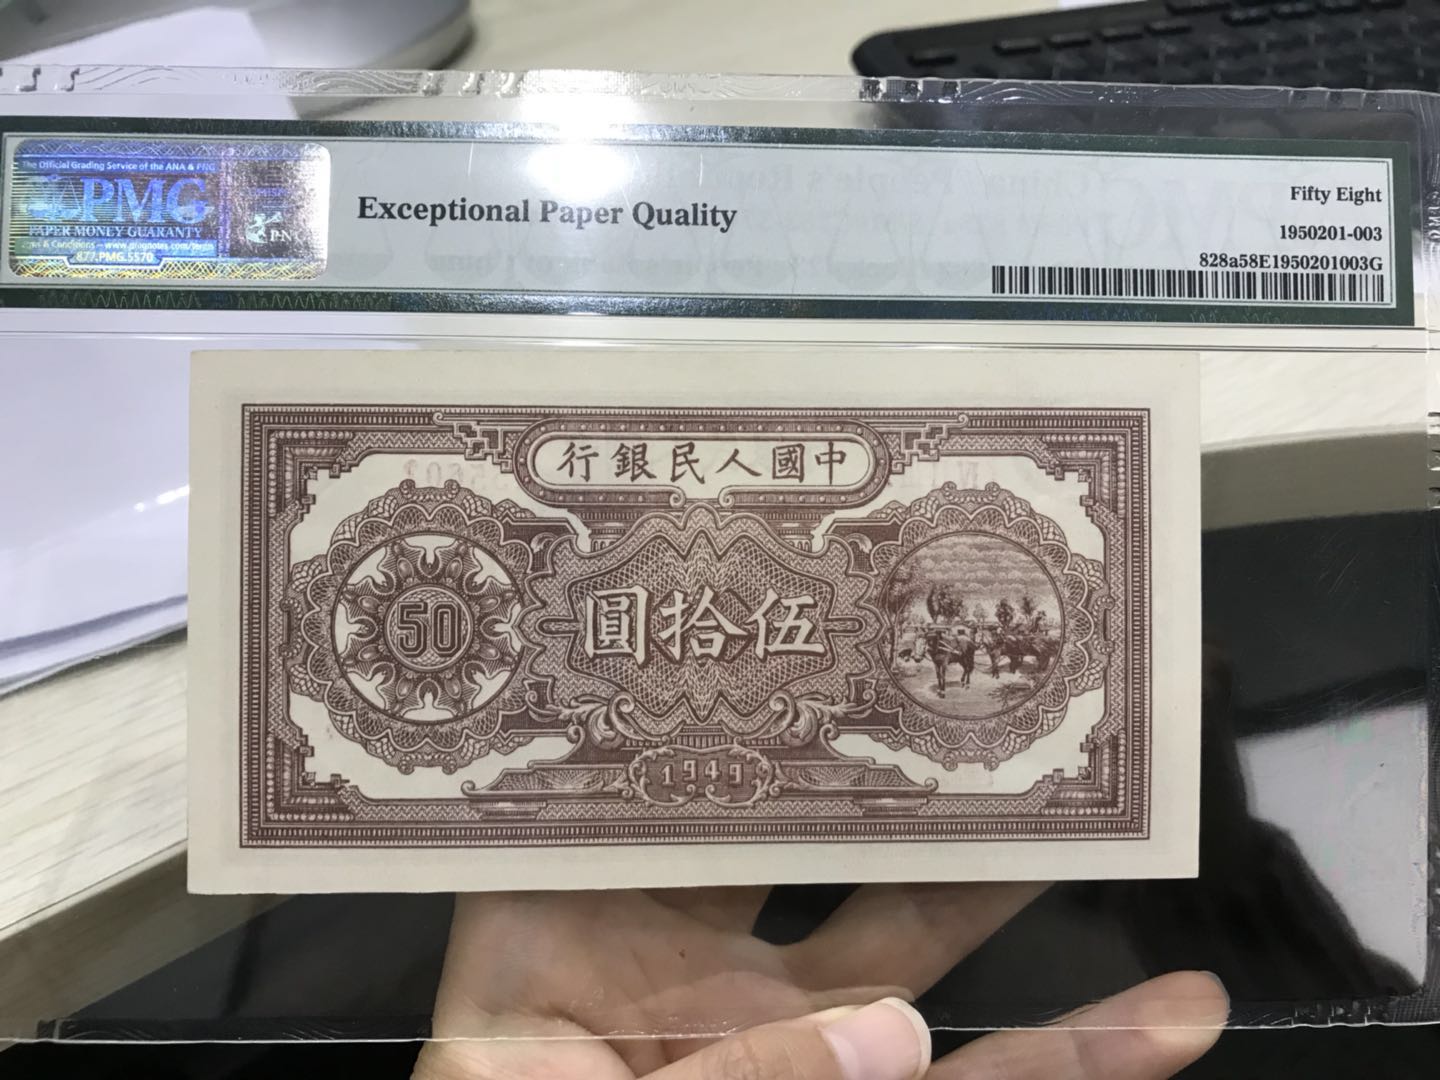 The Official Grading Service of the ANA & PNG
PMG
PAPER MONEY GUARANTY
877.PMG.5570
Exceptional Paper Quality
Fifty Eight
1950201-003
828a58E1950201003G
行銀民人國中
50
圓拾伍
1949